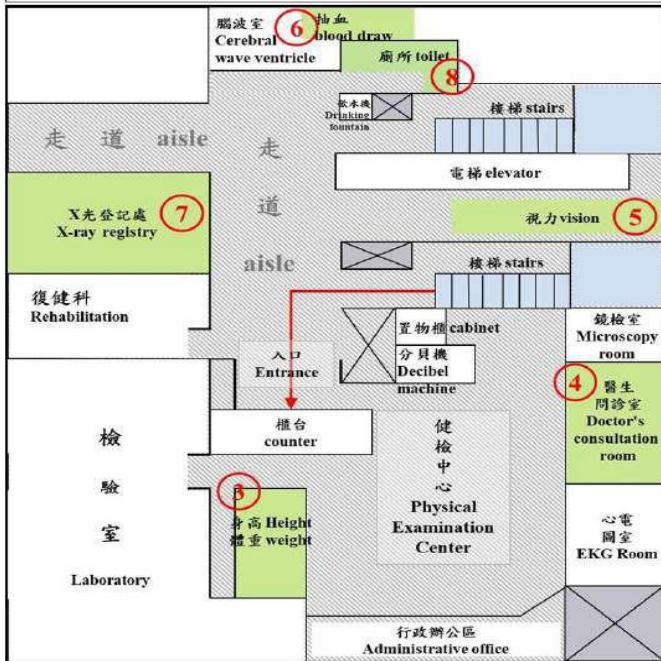 腦波室
Cerebral
wave ventricle
6
抽血
blood draw
廁所 toilet
8
飲水機
Drinking
fountain
樓梯 stairs
走道 aisle
走
道
aisle
電梯 elevator
X光登記處
X-ray registry
7
視力 vision
5
樓梯 stairs
復健科
Rehabilitation
置物櫃 cabinet
分貝機
Decibel
machine
鏡檢室
Microscopy
room
入口
Entrance
4
醫生
問診室
Doctor's
consultation
room
櫃台
counter
檢
驗
室
Laboratory
健
檢
中
心
Physical
Examination
Center
3
身高 Height
體重 weight
心電
圖室
EKG Room
行政辦公區
Administrative office